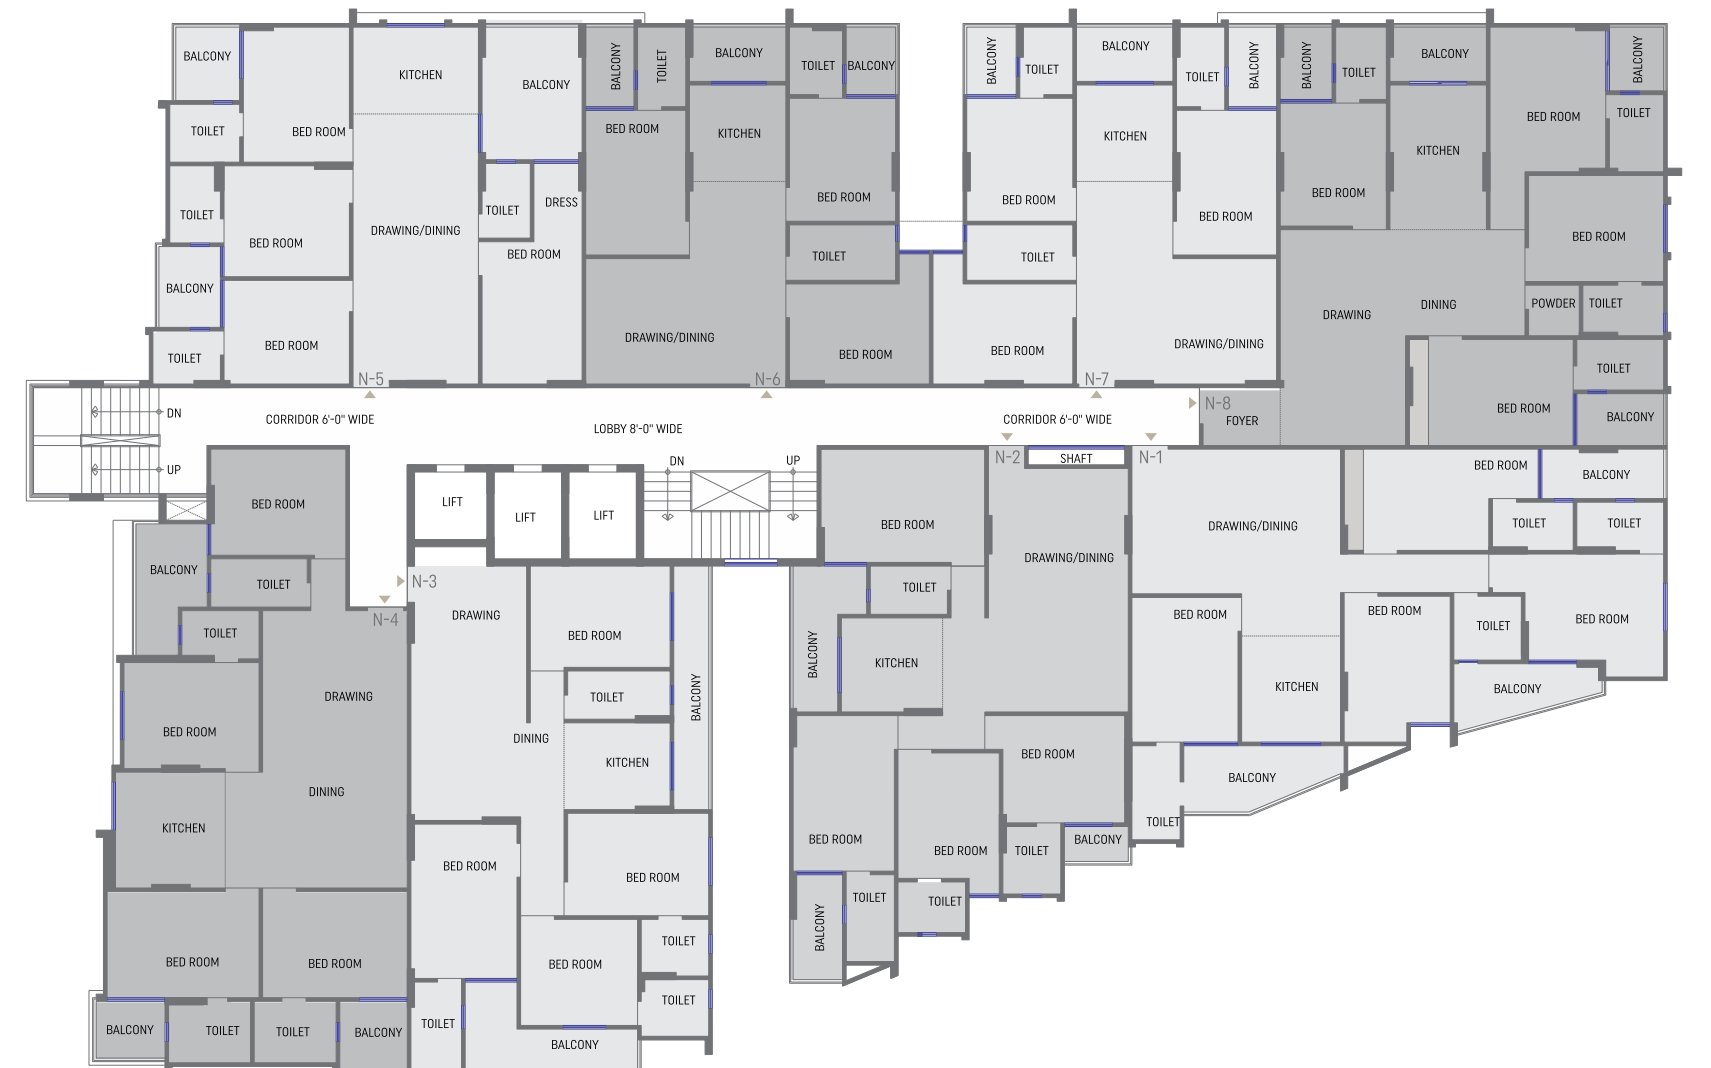 BALCONY
KITCHEN
BALCONY
BALCONY
TOILET
BALCONY
TOILET
BALCONY
BALCONY
TOILET
BALCONY
TOILET
BALCONY
BALCONY
TOILET
BALCONY
BALCONY
TOILET
BED ROOM
BED ROOM
KITCHEN
KITCHEN
KITCHEN
BED ROOM
TOILET
TOILET
BED ROOM
DRAWING/DINING
TOILET
DRESS
BED ROOM
BED ROOM
BED ROOM
BED ROOM
BED ROOM
BED ROOM
TOILET
TOILET
BALCONY
DRAWING
DINING
POWDER
TOILET
TOILET
BED ROOM
DRAWING/DINING
BED ROOM
BED ROOM
DRAWING/DINING
TOILET
N-5
N-6
N-7
N-8
BED ROOM
BALCONY
DN
CORRIDOR 6'-0" WIDE
LOBBY 8'-0" WIDE
CORRIDOR 6'-0" WIDE
FOYER
UP
DN
UP
N-2
SHAFT
N-1
BED ROOM
BALCONY
BED ROOM
LIFT
LIFT
LIFT
BED ROOM
DRAWING/DINING
TOILET
TOILET
BALCONY
TOILET
N-3
DRAWING/DINING
TOILET
N-4
TOILET
DRAWING
BED ROOM
BALCONY
KITCHEN
BED ROOM
BED ROOM
TOILET
BED ROOM
DRAWING
TOILET
BALCONY
KITCHEN
BALCONY
BED ROOM
DINING
KITCHEN
BED ROOM
BALCONY
DINING
KITCHEN
BED ROOM
BED ROOM
BED ROOM
BED ROOM
TOILET
BALCONY
TOILET
BED ROOM
BED ROOM
BED ROOM
TOILET
BALCONY
TOILET
TOILET
BALCONY
TOILET
TOILET
BALCONY
TOILET
TOILET
BALCONY